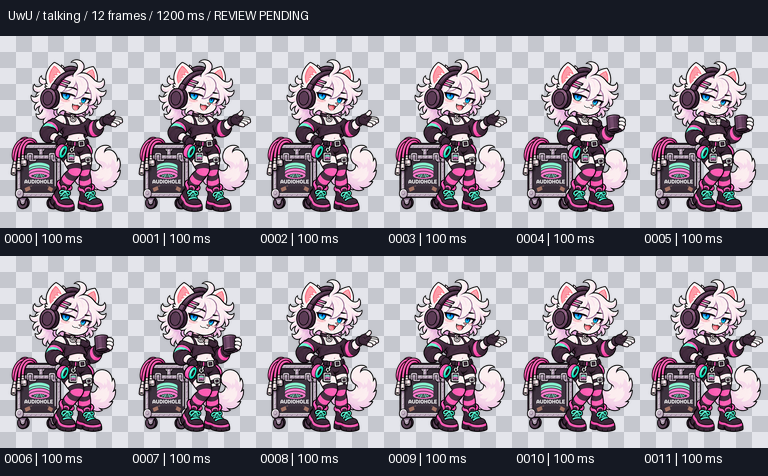 UwU / talking / 12 frames / 1200 ms / REVIEW PENDING
AUDIOHOLE AUDIOHOLE AUDIOHOLE AUDIOHOLE AUDIOHOLE AUDIOHOLE
0000 | 100 ms 0001 | 100 ms 0002 | 100 ms 0003 | 100 ms 0004 | 100 ms 0005 | 100 ms
AUDIOHOLE AUDIOHOLE AUDIOHOLE AUDIOHOLE AUDIOHOLE AUDIOHOLE
0006 | 100 ms 0007 | 100 ms 0008 | 100 ms 0009 | 100 ms 0010 | 100 ms 0011 | 100 ms